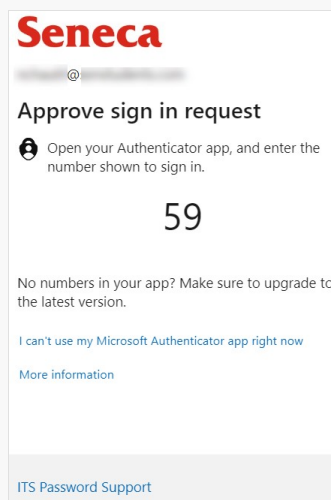 Seneca
@
Approve sign in request
Open your Authenticator app, and enter the
number shown to sign in.
59
No numbers in your app? Make sure to upgrade to
the latest version.
I can't use my Microsoft Authenticator app right now
More information
ITS Password Support